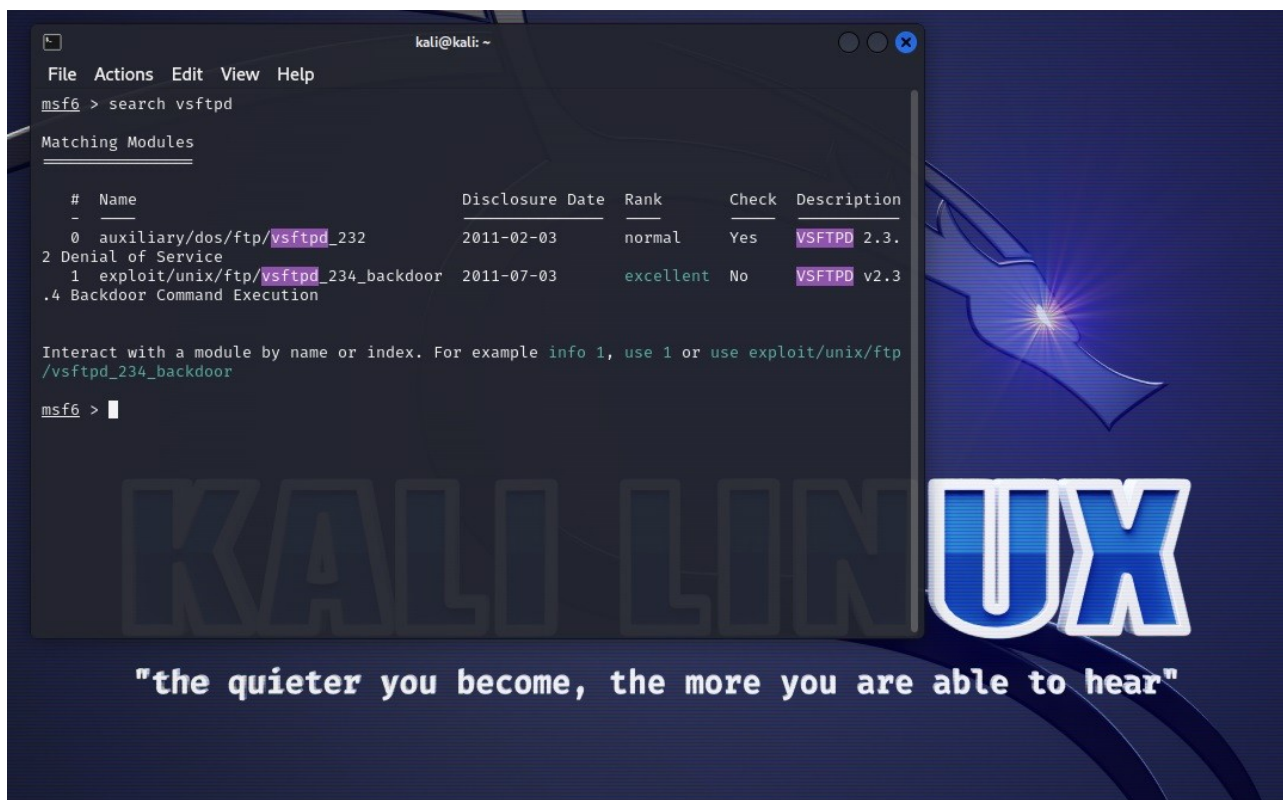 kali@kali: ~
File Actions Edit View Help
msf6 > search vsftpd
Matching Modules
# Name Disclosure Date Rank Check Description
- ---- --------------- ---- ----- -----------
0 auxiliary/dos/ftp/vsftpd_232 2011-02-03 normal Yes VSFTPD 2.3.
2 Denial of Service
1 exploit/unix/ftp/vsftpd_234_backdoor 2011-07-03 excellent No VSFTPD v2.3
.4 Backdoor Command Execution
Interact with a module by name or index. For example info 1, use 1 or use exploit/unix/ftp
/vsftpd_234_backdoor
msf6 >
KALI LINUX
"the quieter you become, the more you are able to hear"